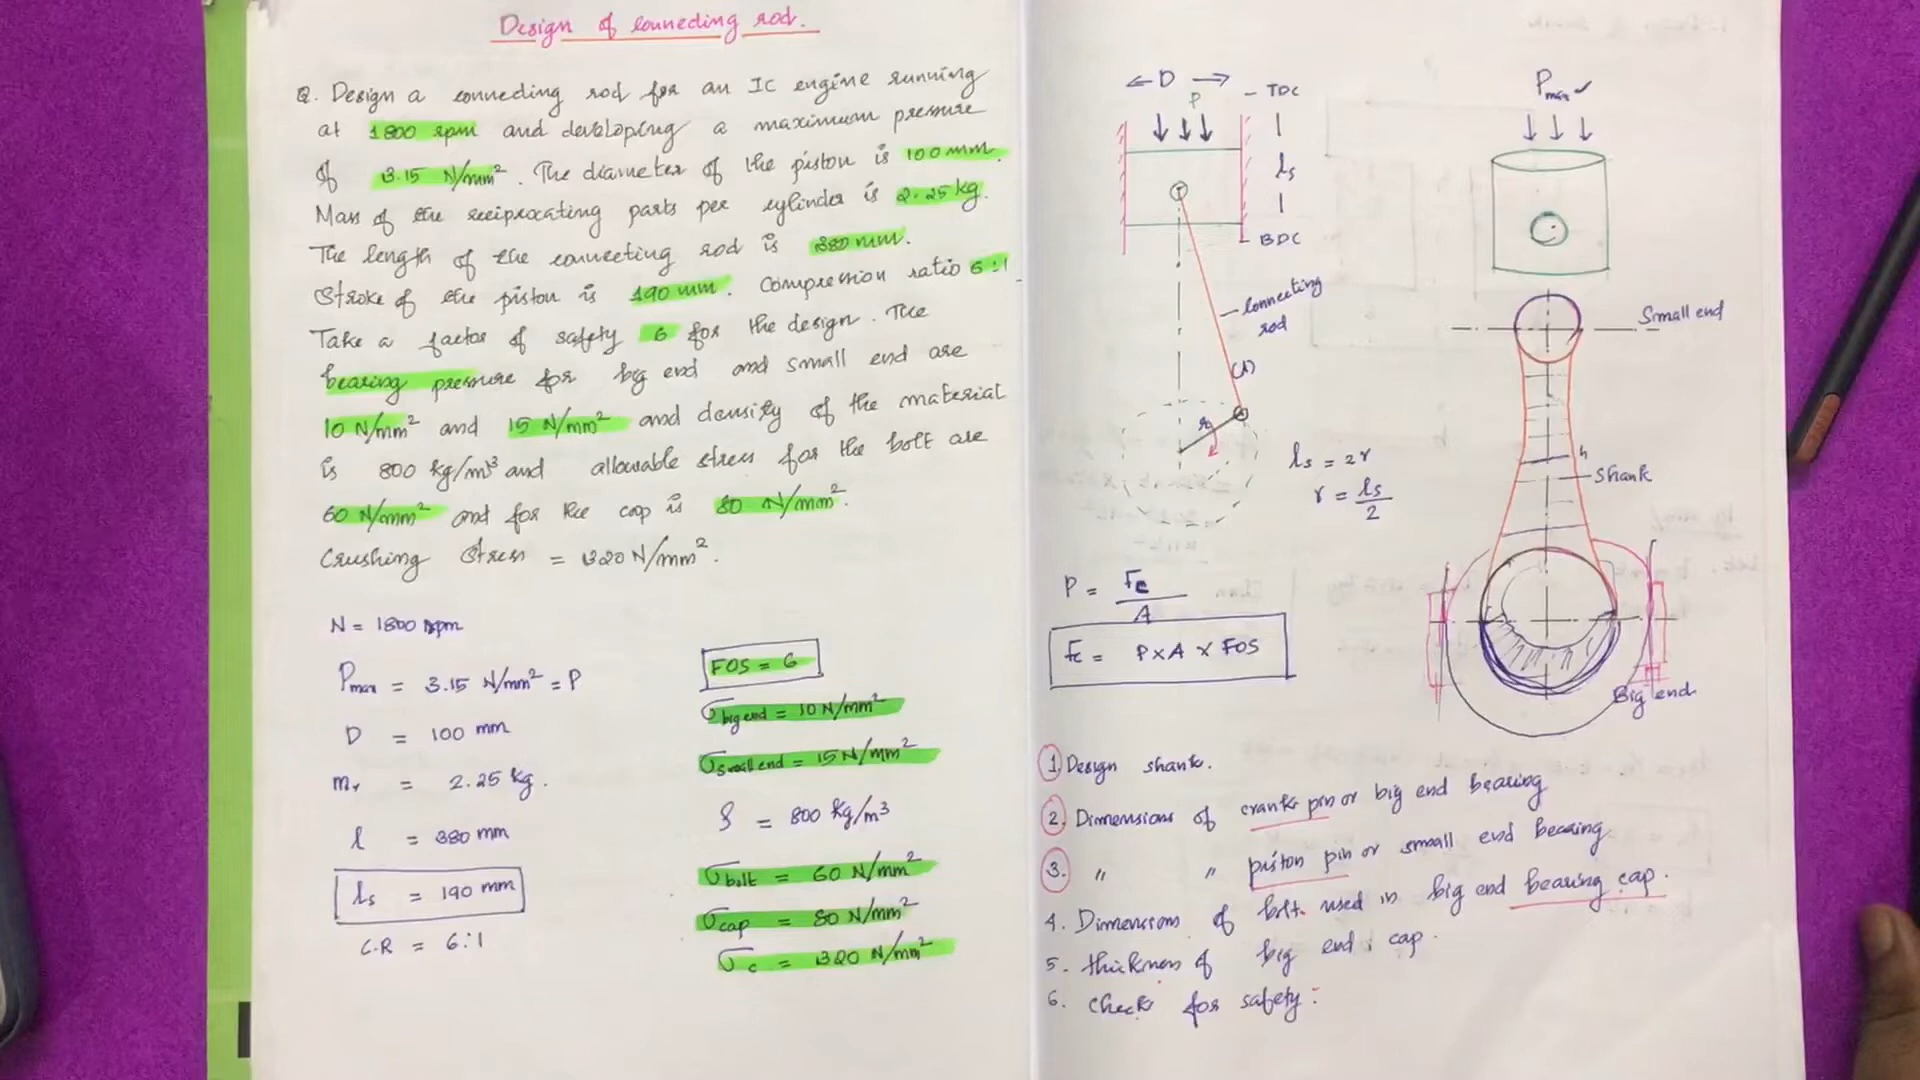 Design of connecting rod.
Q. Design a connecting rod for an IC engine running
at 1800 rpm and developing a maximum pressure
of 3.15 N/mm². The diameter of the piston is 100 mm.
Mass of the reciprocating parts per cylinder is 2.25 kg.
The length of the connecting rod is 380 mm.
Stroke of the piston is 190 mm. Compression ratio 6:1
Take a factor of safety 6 for the design. The
bearing pressure for big end and small end are
10 N/mm² and 15 N/mm² and density of the material
is 800 kg/m³ and allowable stress for the bolt are
60 N/mm² and for the cap is 80 N/mm².
Crushing Stress = 320 N/mm².
N = 1800 rpm
Pmax = 3.15 N/mm² = P
D = 100 mm
mr = 2.25 kg.
l = 380 mm
ls = 190 mm
C.R = 6:1
FOS = 6
σbig end = 10 N/mm²
σsmall end = 15 N/mm²
ρ = 800 kg/m³
σbolt = 60 N/mm²
σcap = 80 N/mm²
σc = 320 N/mm²
← D →
P
- TDC
ls
- BDC
connecting
rod
(l)
r
ls = 2r
r = ls/2
Pmax ✓
Small end
h
Shank
Big end
P = Fc/A
Fc = P x A x FOS
1 Design shank.
2. Dimensions of crank pin or big end bearing
3. " " piston pin or small end bearing
4. Dimensions of bolt used in big end bearing cap.
5. thickness of big end cap.
6. check for safety: